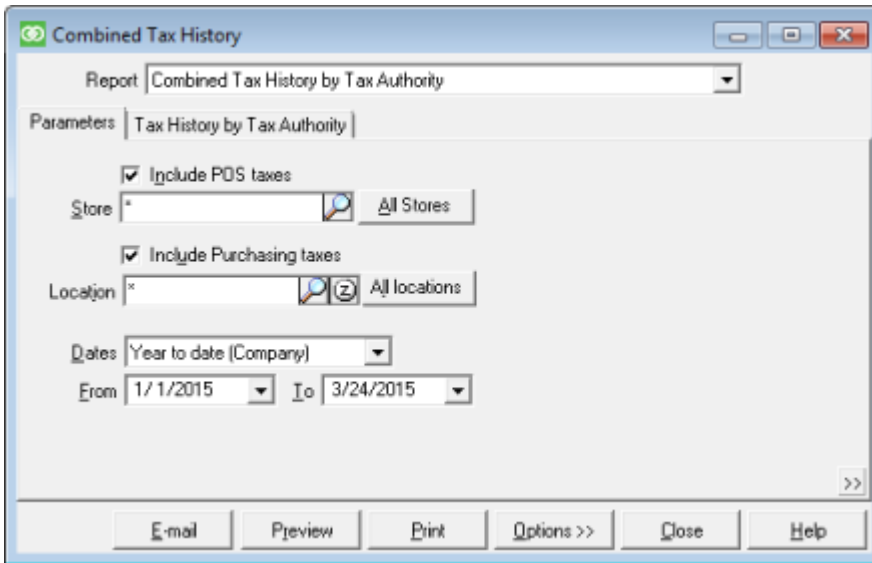 Combined Tax History
Report Combined Tax History by Tax Authority
Parameters Tax History by Tax Authority
Include POS taxes
Store * All Stores
Include Purchasing taxes
Location * All locations
Dates Year to date (Company)
From 1/ 1/2015 To 3/24/2015
>>
E-mail Preview Print Options >> Close Help